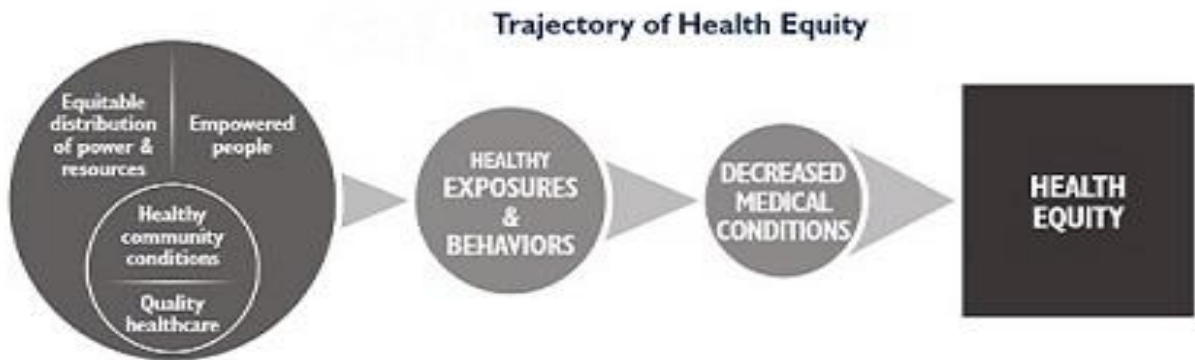 Trajectory of Health Equity
Equitable
distribution
of power &
resources
Empowered
people
Healthy
community
conditions
Quality
healthcare
HEALTHY
EXPOSURES
&
BEHAVIORS
DECREASED
MEDICAL
CONDITIONS
HEALTH
EQUITY